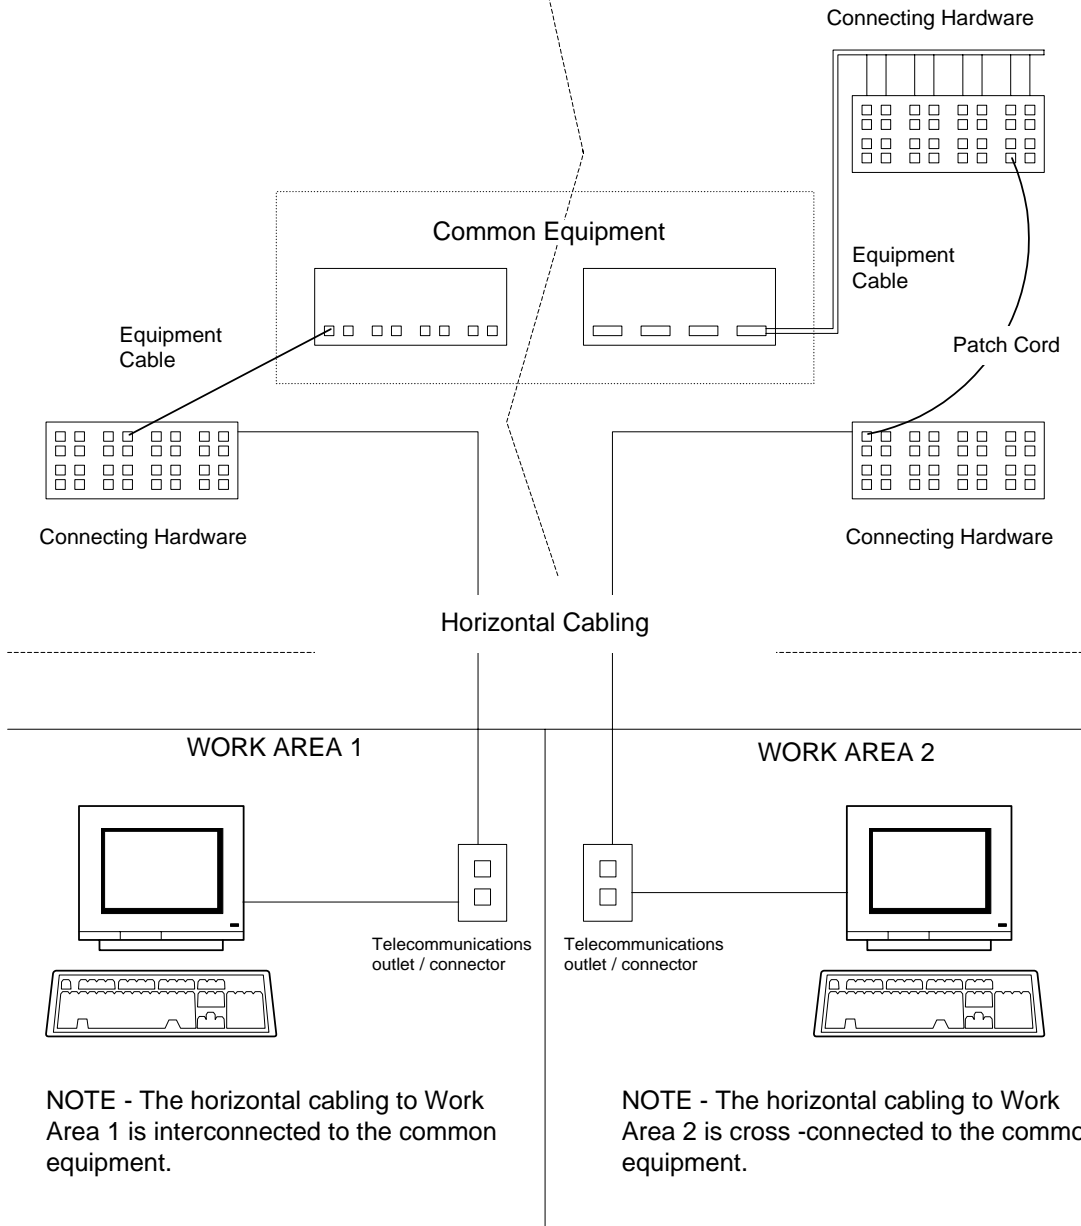 Connecting Hardware
Common Equipment
Equipment
Cable
Equipment
Cable
Patch Cord
Connecting Hardware
Connecting Hardware
Horizontal Cabling
WORK AREA 1
WORK AREA 2
Telecommunications
outlet / connector
Telecommunications
outlet / connector
NOTE - The horizontal cabling to Work
Area 1 is interconnected to the common
equipment.
NOTE - The horizontal cabling to Work
Area 2 is cross -connected to the commo
equipment.